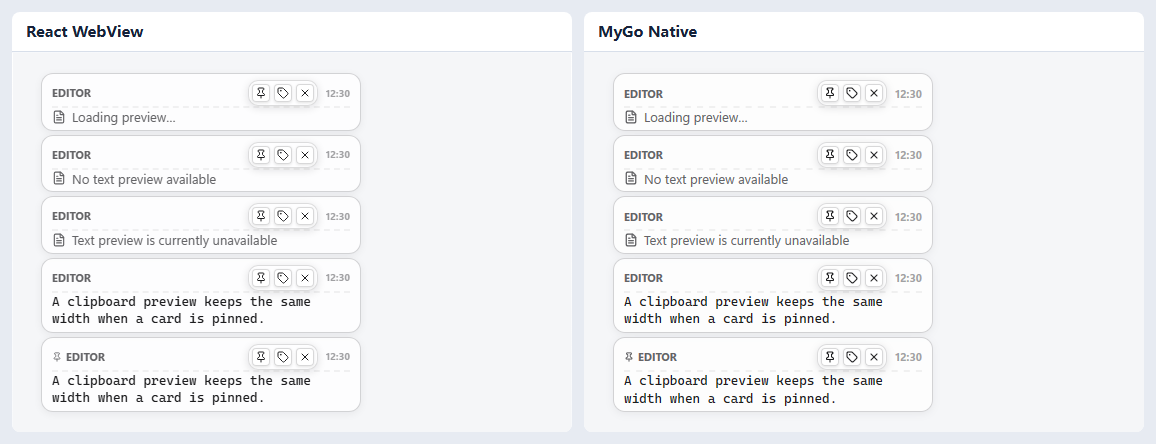 React WebView
EDITOR 12:30
Loading preview...
EDITOR 12:30
No text preview available
EDITOR 12:30
Text preview is currently unavailable
EDITOR 12:30
A clipboard preview keeps the same
width when a card is pinned.
EDITOR 12:30
A clipboard preview keeps the same
width when a card is pinned.
MyGo Native
EDITOR 12:30
Loading preview...
EDITOR 12:30
No text preview available
EDITOR 12:30
Text preview is currently unavailable
EDITOR 12:30
A clipboard preview keeps the same
width when a card is pinned.
EDITOR 12:30
A clipboard preview keeps the same
width when a card is pinned.